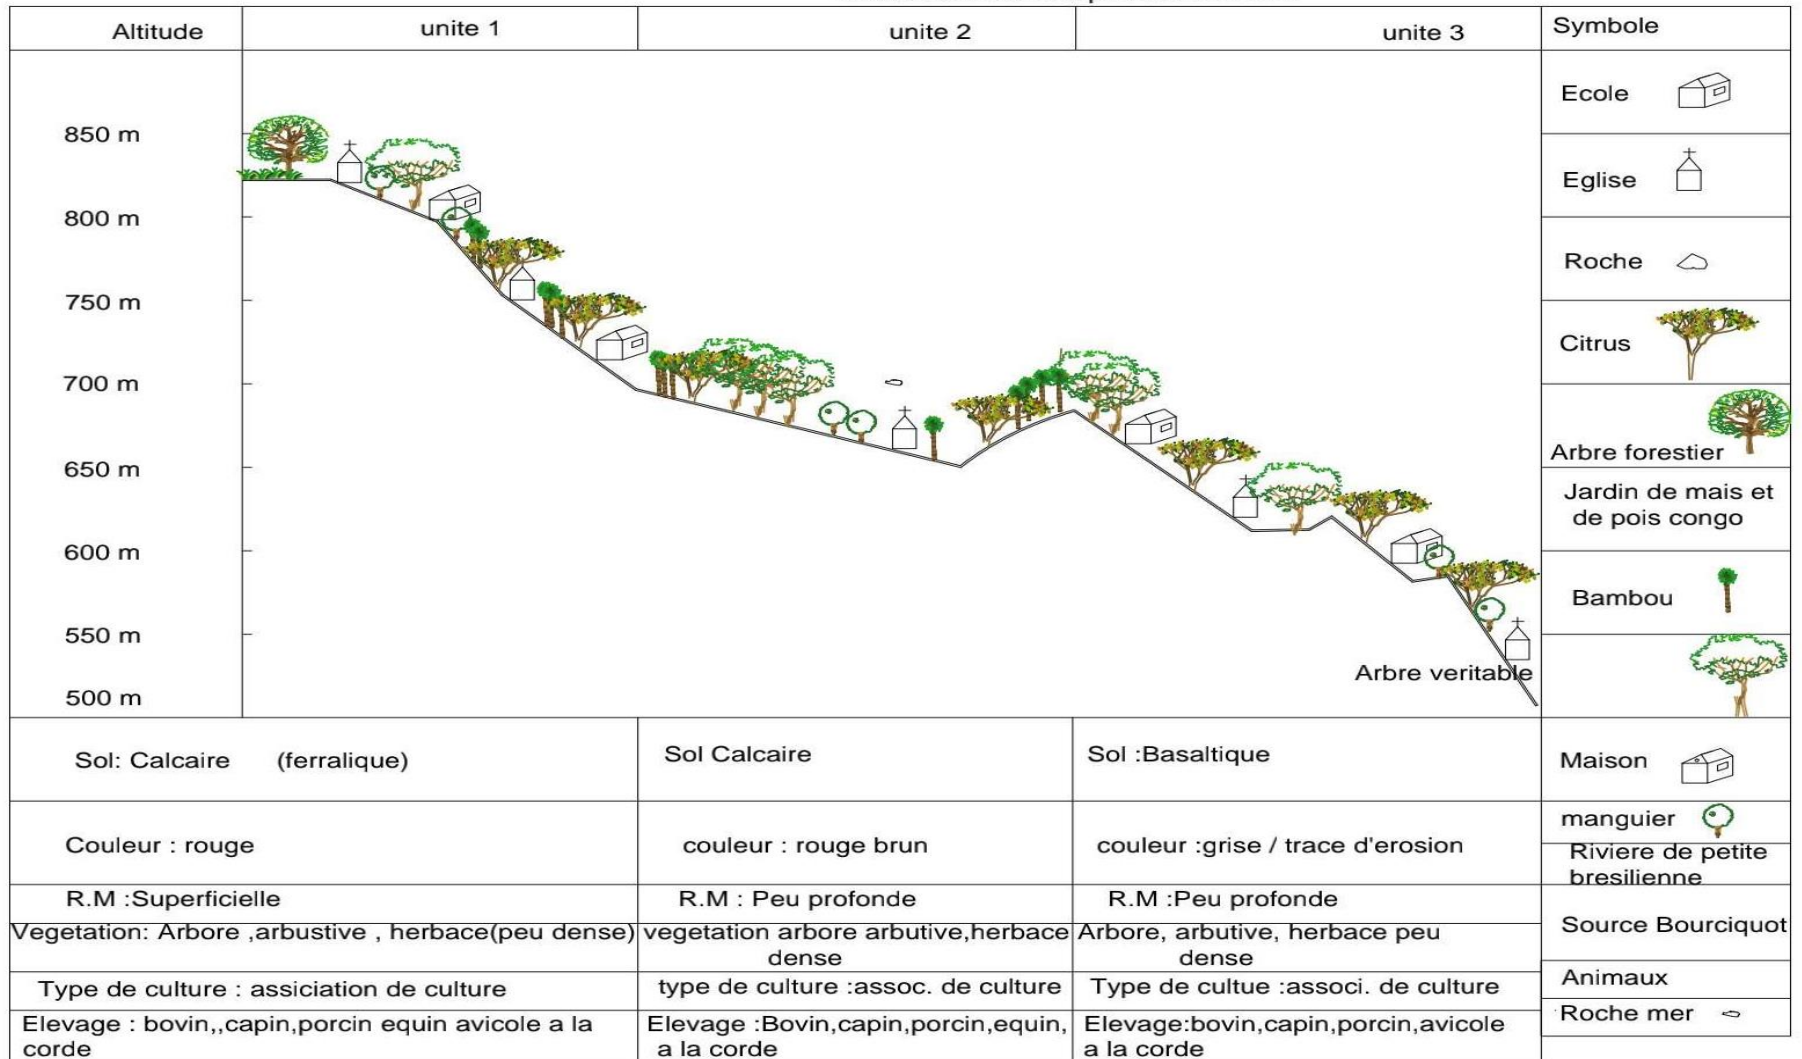 Altitude
unite 1
unite 2
unite 3
Symbole
850 m
800 m
750 m
700 m
650 m
600 m
550 m
500 m
Arbre veritable
Ecole
Eglise
Roche
Citrus
Arbre forestier
Jardin de mais et
de pois congo
Bambou
Maison
manguier
Riviere de petite
bresilienne
Source Bourciquot
Animaux
Roche mer
Sol: Calcaire (ferralique)
Sol Calcaire
Sol :Basaltique
Couleur : rouge
couleur : rouge brun
couleur :grise / trace d'erosion
R.M :Superficielle
R.M : Peu profonde
R.M :Peu profonde
Vegetation: Arbore ,arbustive , herbace(peu dense)
vegetation arbore arbutive,herbace
dense
Arbore, arbutive, herbace peu
dense
Type de culture : assiciation de culture
type de culture :assoc. de culture
Type de cultue :associ. de culture
Elevage : bovin,,capin,porcin equin avicole a la
corde
Elevage :Bovin,capin,porcin,equin,
a la corde
Elevage:bovin,capin,porcin,avicole
a la corde